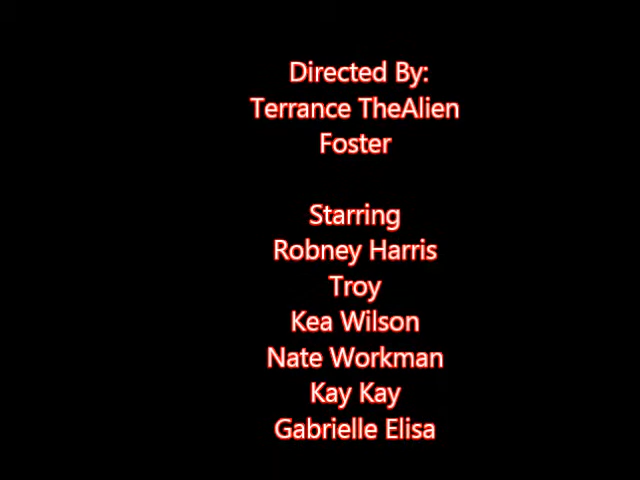 Directed By:
Terrance TheAlien
Foster
Starring
Robney Harris
Troy
Kea Wilson
Nate Workman
Kay Kay
Gabrielle Elisa